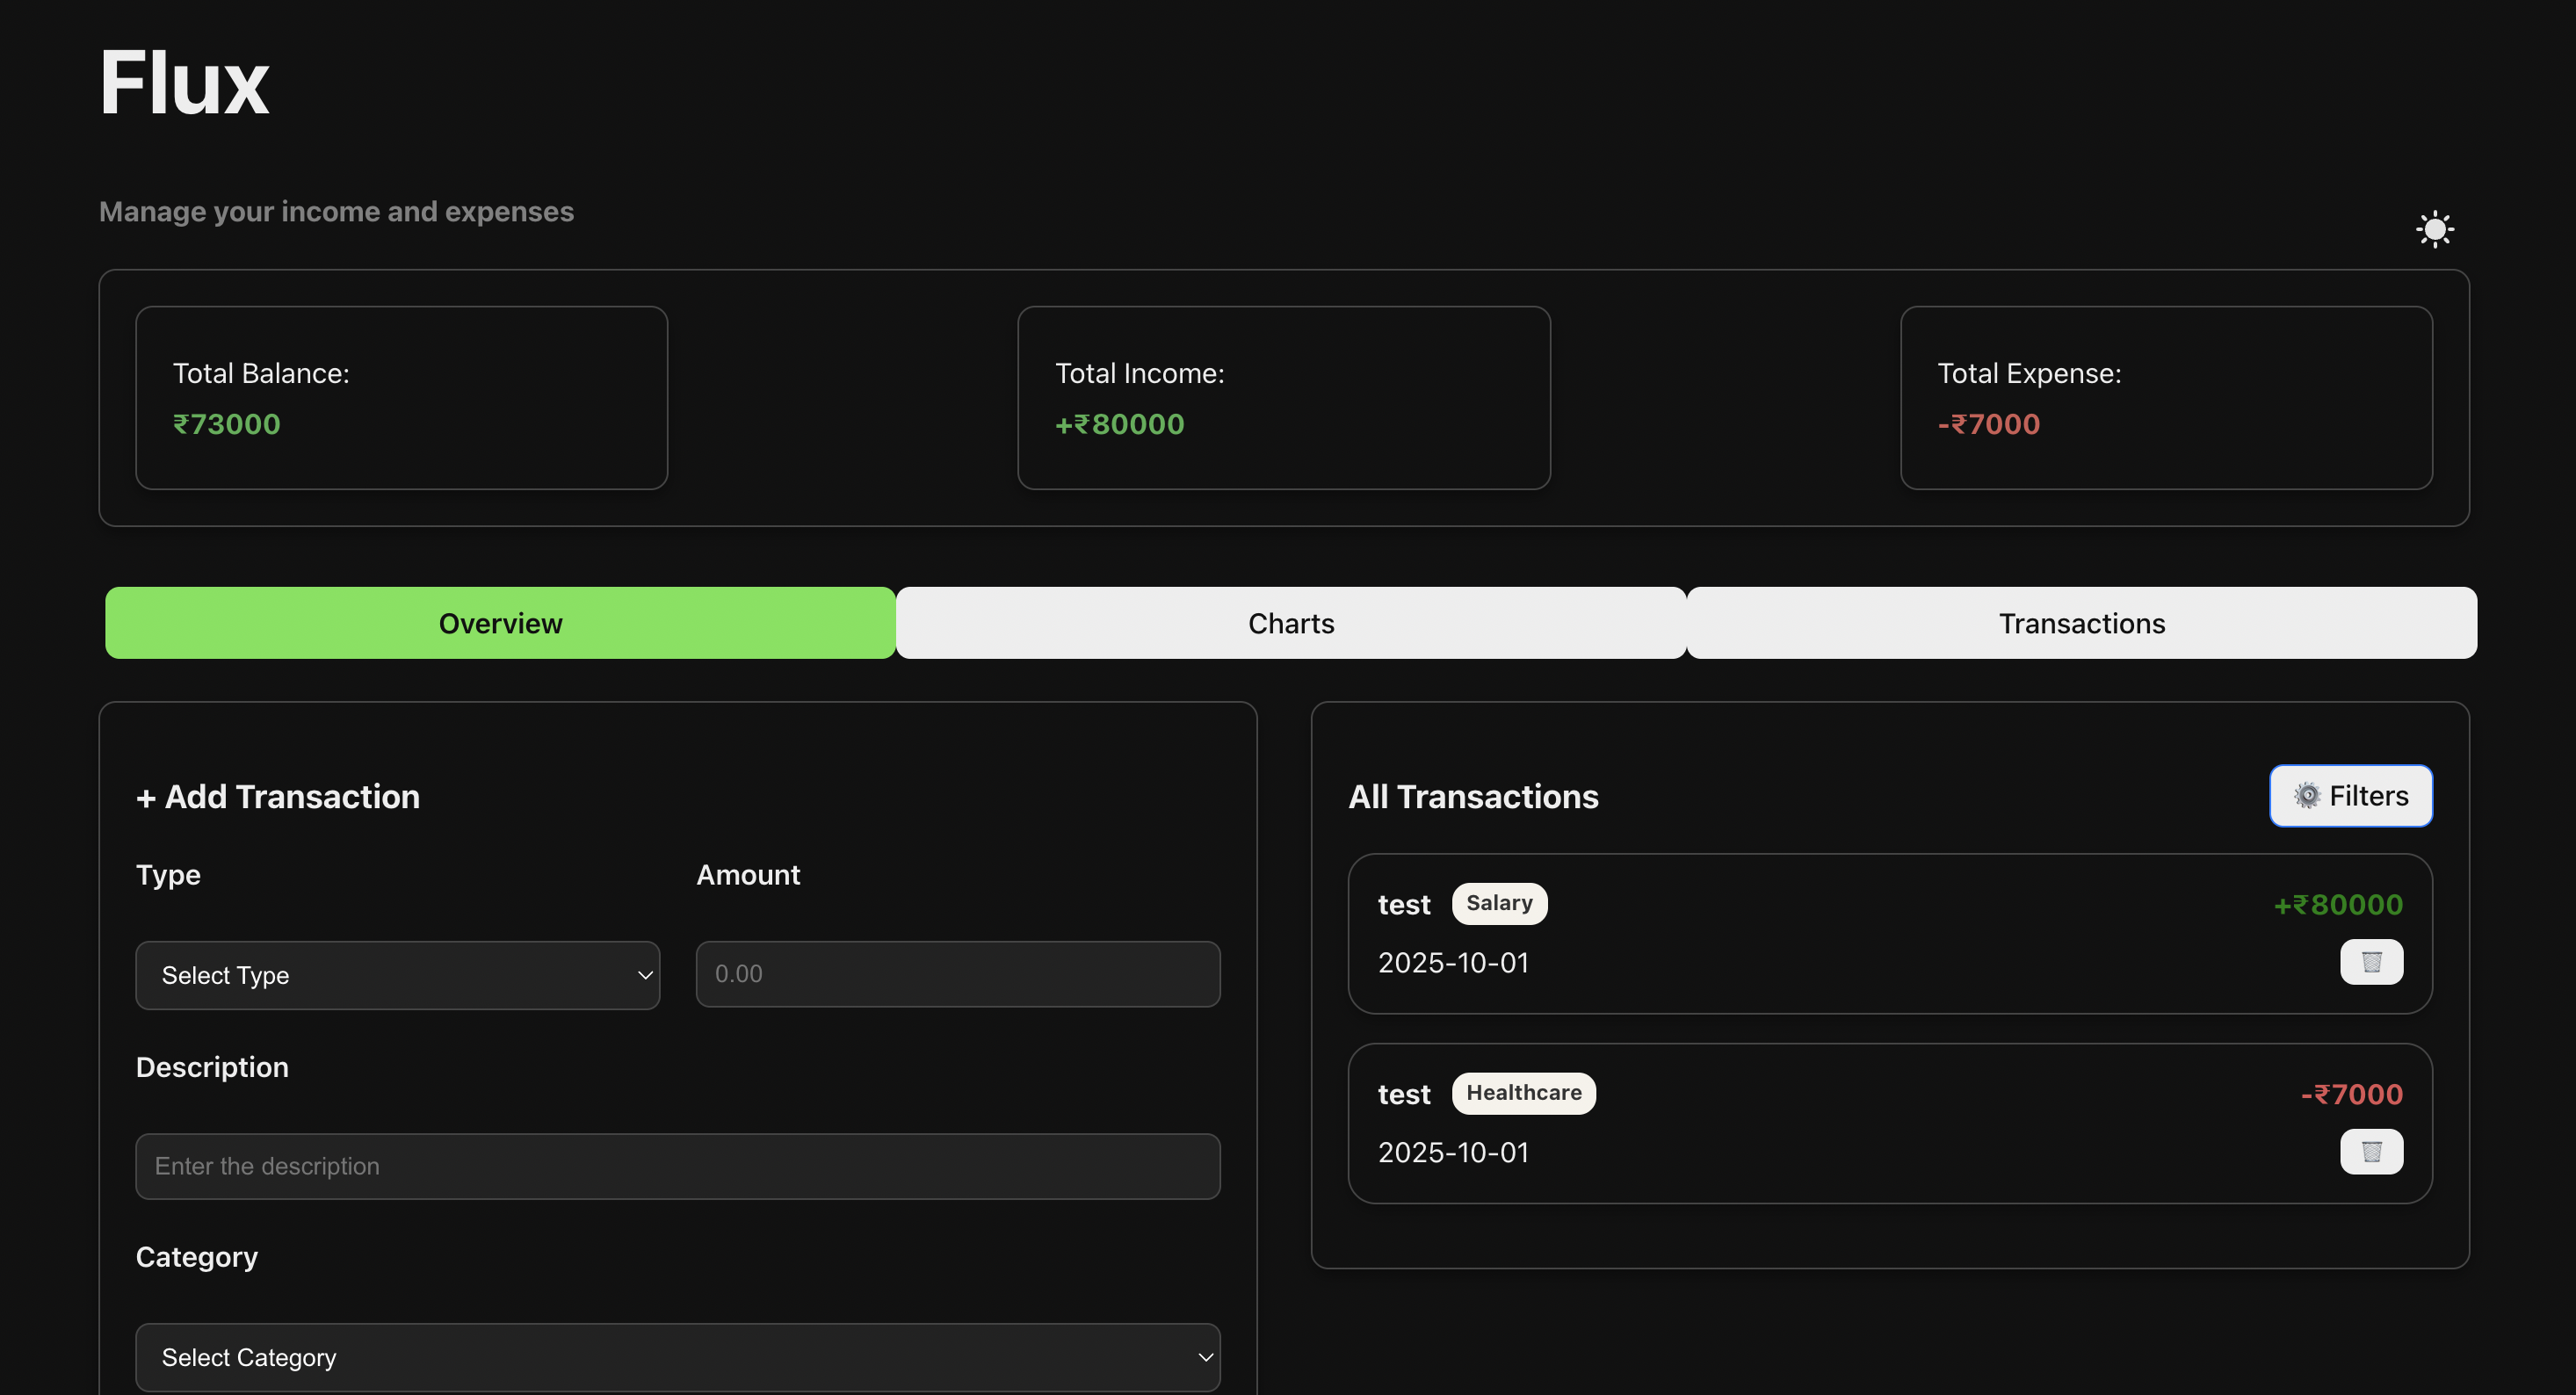 Flux
Manage your income and expenses
Total Balance:
₹73000
Total Income:
+₹80000
Total Expense:
-₹7000
Overview
Charts
Transactions
+ Add Transaction
Type
Amount
Select Type
0.00
Description
Enter the description
Category
Select Category
All Transactions
Filters
test Salary
+₹80000
2025-10-01
test Healthcare
-₹7000
2025-10-01